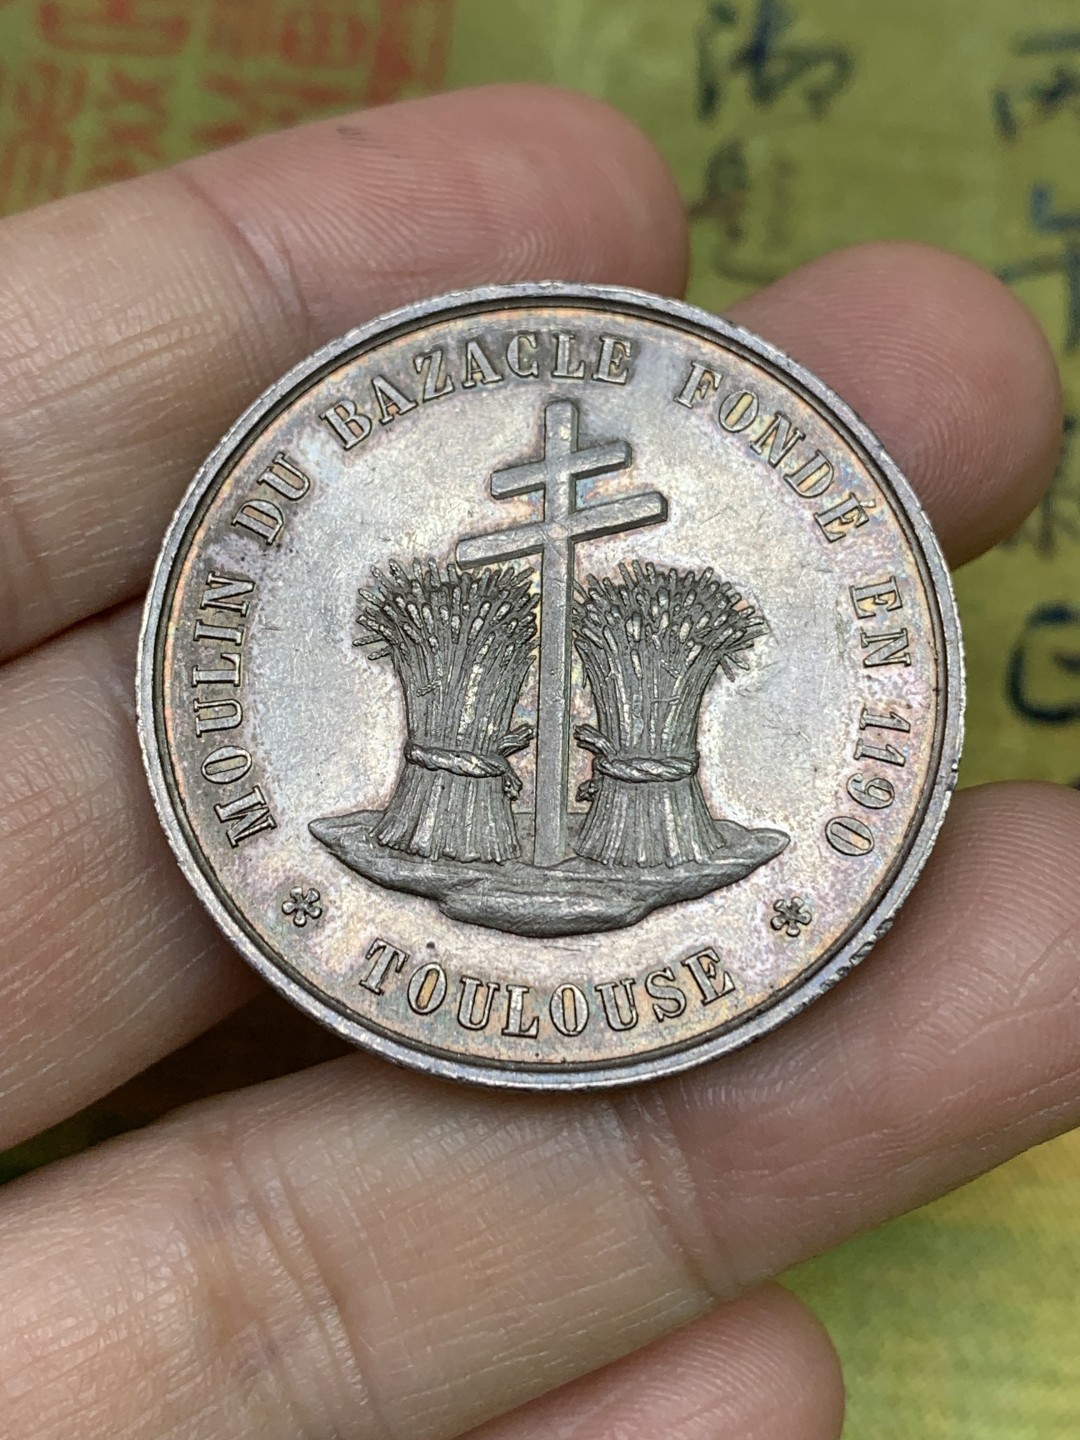 MOULIN DU BAZACLE FONDÉ EN 1190
TOULOUSE